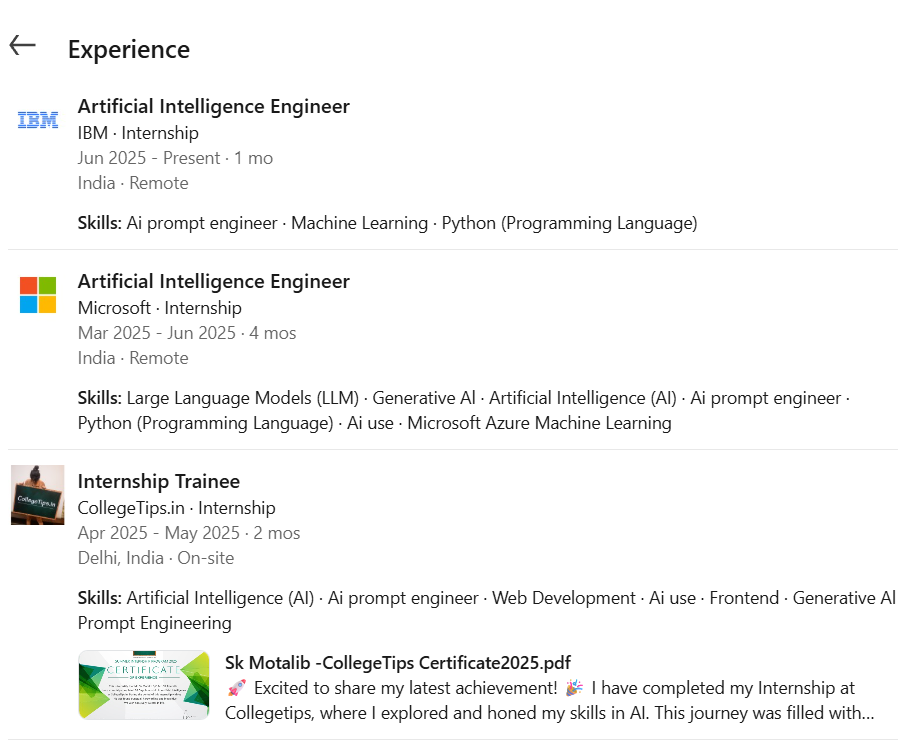 Experience
IBM
Artificial Intelligence Engineer
IBM · Internship
Jun 2025 - Present · 1 mo
India · Remote
Skills: Ai prompt engineer · Machine Learning · Python (Programming Language)
Artificial Intelligence Engineer
Microsoft · Internship
Mar 2025 - Jun 2025 · 4 mos
India · Remote
Skills: Large Language Models (LLM) · Generative Al · Artificial Intelligence (AI) · Ai prompt engineer ·
Python (Programming Language) · Ai use · Microsoft Azure Machine Learning
CollegeTips.in
Internship Trainee
CollegeTips.in · Internship
Apr 2025 - May 2025 · 2 mos
Delhi, India · On-site
Skills: Artificial Intelligence (AI) · Ai prompt engineer · Web Development · Ai use · Frontend · Generative Al
Prompt Engineering
CERTIFICATE
Sk Motalib -CollegeTips Certificate2025.pdf
🚀 Excited to share my latest achievement! 🎉 I have completed my Internship at
Collegetips, where I explored and honed my skills in AI. This journey was filled with...